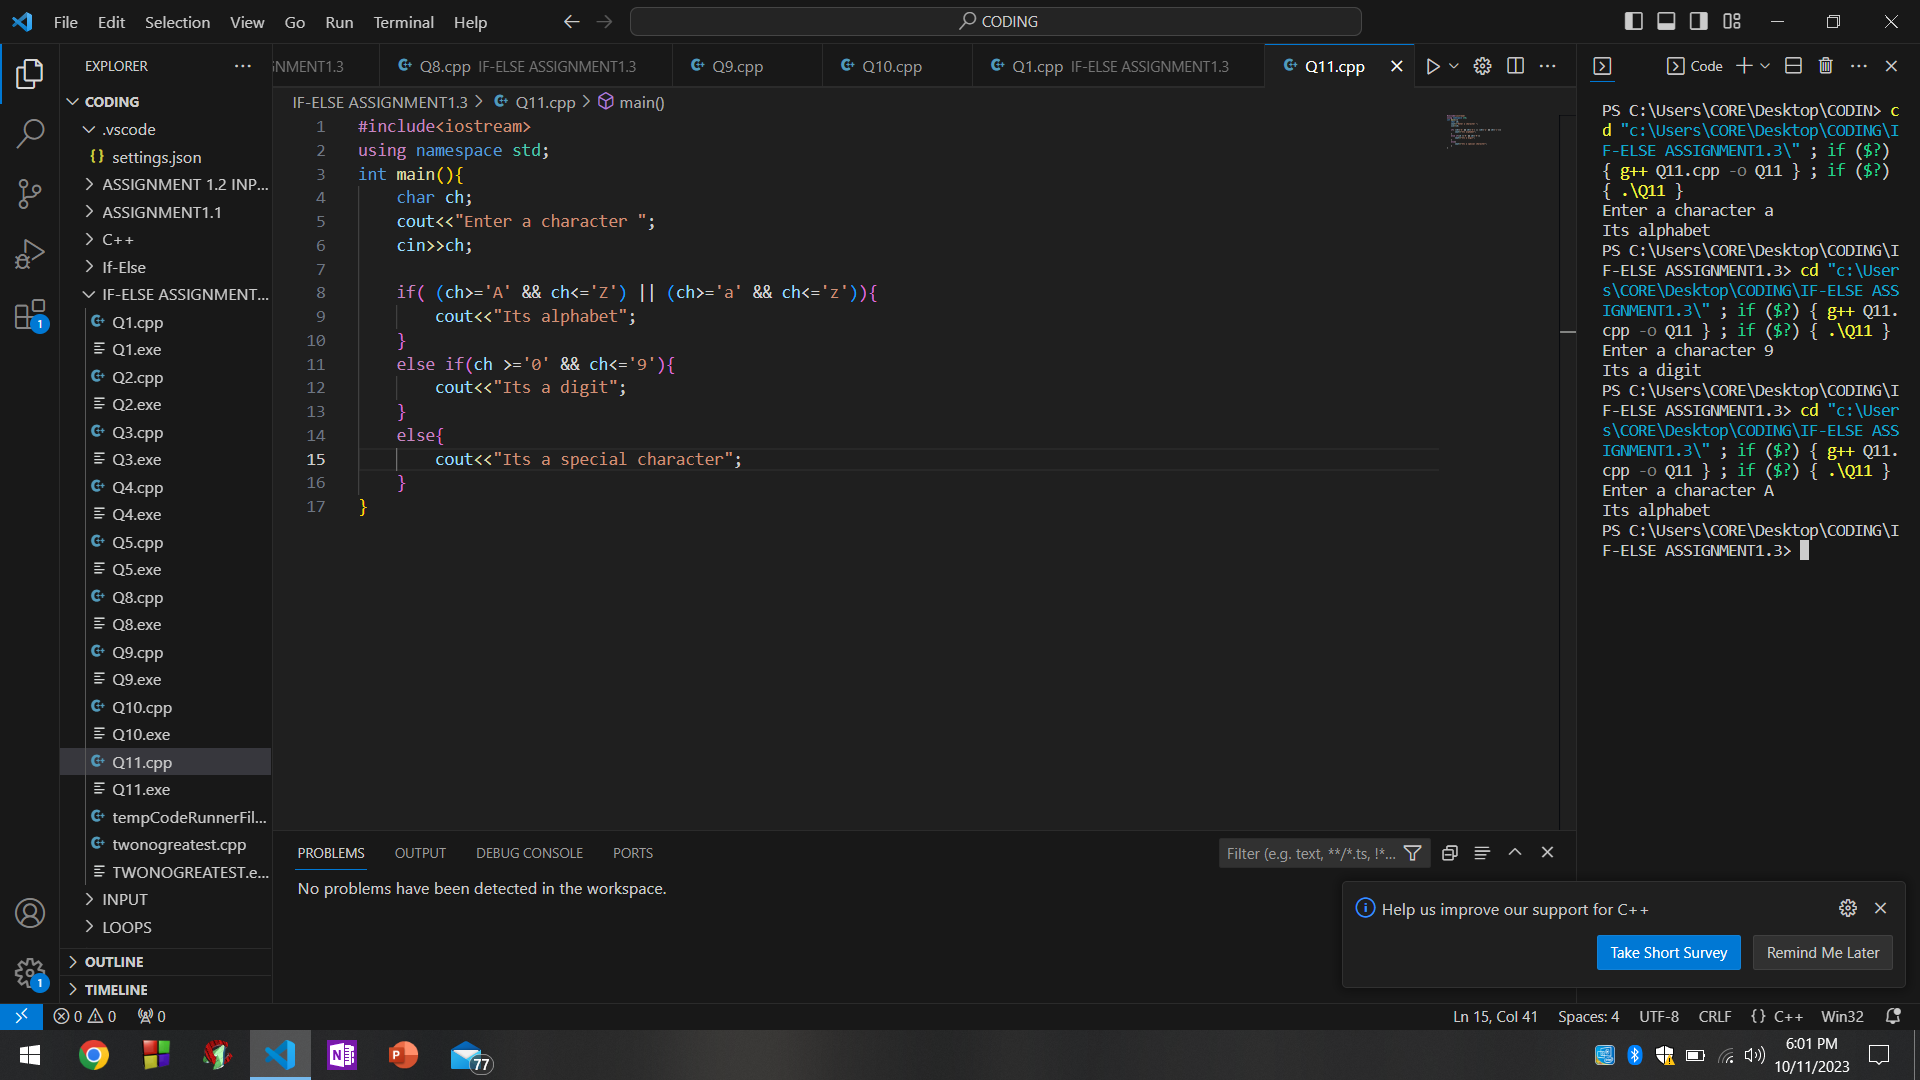 File Edit Selection View Go Run Terminal Help
CODING
EXPLORER
GNMENT1.3
Q8.cpp IF-ELSE ASSIGNMENT1.3
Q9.cpp
Q10.cpp
Q1.cpp IF-ELSE ASSIGNMENT1.3
Q11.cpp
Code
CODING
.vscode
settings.json
ASSIGNMENT 1.2 INP...
ASSIGNMENT1.1
C++
If-Else
IF-ELSE ASSIGNMENT...
Q1.cpp
Q1.exe
Q2.cpp
Q2.exe
Q3.cpp
Q3.exe
Q4.cpp
Q4.exe
Q5.cpp
Q5.exe
Q8.cpp
Q8.exe
Q9.cpp
Q9.exe
Q10.cpp
Q10.exe
Q11.cpp
Q11.exe
tempCodeRunnerFil...
twonogreatest.cpp
TWONOGREATEST.e...
INPUT
LOOPS
OUTLINE
TIMELINE
IF-ELSE ASSIGNMENT1.3 > Q11.cpp > main()
1 #include<iostream>
2 using namespace std;
3 int main(){
4 char ch;
5 cout<<"Enter a character ";
6 cin>>ch;
7
8 if( (ch>='A' && ch<='Z') || (ch>='a' && ch<='z')){
9 cout<<"Its alphabet";
10 }
11 else if(ch >='0' && ch<='9'){
12 cout<<"Its a digit";
13 }
14 else{
15 cout<<"Its a special character";
16 }
17 }
PS C:\Users\CORE\Desktop\CODIN> c
d "c:\Users\CORE\Desktop\CODING\I
F-ELSE ASSIGNMENT1.3\" ; if ($?)
{ g++ Q11.cpp -o Q11 } ; if ($?)
{ .\Q11 }
Enter a character a
Its alphabet
PS C:\Users\CORE\Desktop\CODING\I
F-ELSE ASSIGNMENT1.3> cd "c:\User
s\CORE\Desktop\CODING\IF-ELSE ASS
IGNMENT1.3\" ; if ($?) { g++ Q11.
cpp -o Q11 } ; if ($?) { .\Q11 }
Enter a character 9
Its a digit
PS C:\Users\CORE\Desktop\CODING\I
F-ELSE ASSIGNMENT1.3> cd "c:\User
s\CORE\Desktop\CODING\IF-ELSE ASS
IGNMENT1.3\" ; if ($?) { g++ Q11.
cpp -o Q11 } ; if ($?) { .\Q11 }
Enter a character A
Its alphabet
PS C:\Users\CORE\Desktop\CODING\I
F-ELSE ASSIGNMENT1.3>
PROBLEMS OUTPUT DEBUG CONSOLE PORTS
Filter (e.g. text, **/*.ts, !*...
No problems have been detected in the workspace.
Help us improve our support for C++
Take Short Survey Remind Me Later
1
1
0 0 0
Ln 15, Col 41 Spaces: 4 UTF-8 CRLF {} C++ Win32
77
6:01 PM
10/11/2023